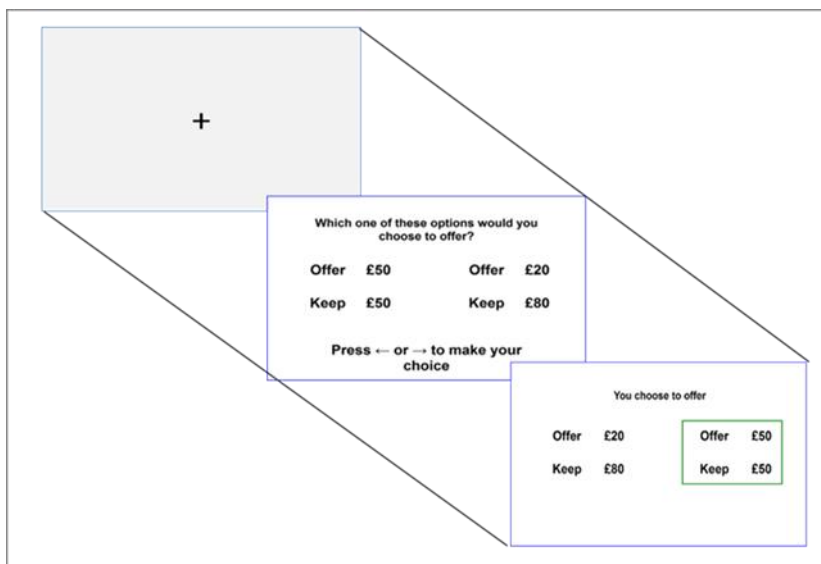 +
Which one of these options would you
choose to offer?
Offer £50 Offer £20
Keep £50 Keep £80
Press ← or → to make your
choice
You choose to offer
Offer £20 Offer £50
Keep £80 Keep £50